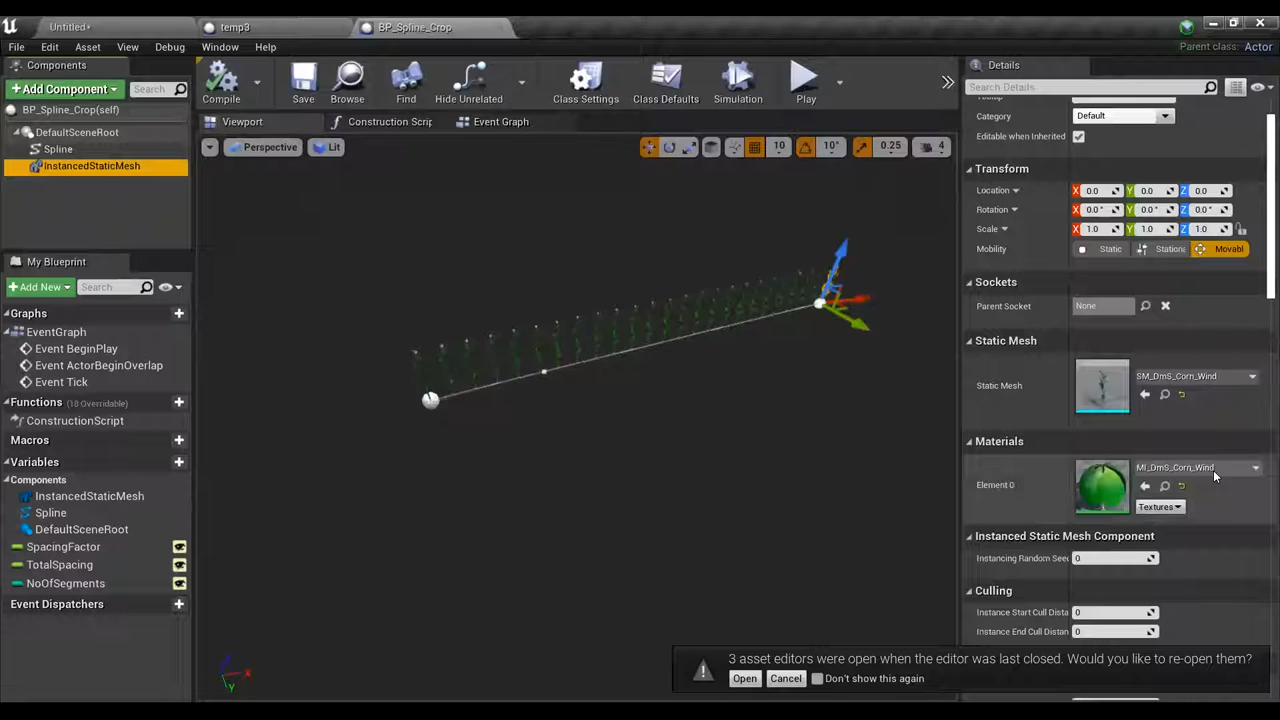 Untitled*
temp3
BP_Spline_Crop
File Edit Asset View Debug Window Help
Parent class: Actor
Components
+Add Component
Search
BP_Spline_Crop(self)
DefaultSceneRoot
Spline
InstancedStaticMesh
Compile
Save
Browse
Find
Hide Unrelated
Class Settings
Class Defaults
Simulation
Play
Viewport
Construction Scrip
Event Graph
Perspective
Lit
10
10°
0.25
4
My Blueprint
+Add New
Search
Graphs
EventGraph
Event BeginPlay
Event ActorBeginOverlap
Event Tick
Functions (18 Overridable)
ConstructionScript
Macros
Variables
Components
InstancedStaticMesh
Spline
DefaultSceneRoot
SpacingFactor
TotalSpacing
NoOfSegments
Event Dispatchers
X
Y
Details
Search Details
Category Default
Editable when Inherited
Transform
Location X 0.0 Y 0.0 Z 0.0
Rotation X 0.0° Y 0.0° Z 0.0°
Scale X 1.0 Y 1.0 Z 1.0
Mobility Static Stationa Movabl
Sockets
Parent Socket None
Static Mesh
Static Mesh SM_DmS_Corn_Wind
Materials
Element 0 MI_DmS_Corn_Wind
Textures
Instanced Static Mesh Component
Instancing Random See 0
Culling
Instance Start Cull Dista 0
Instance End Cull Distan 0
3 asset editors were open when the editor was last closed. Would you like to re-open them?
Open Cancel Don't show this again